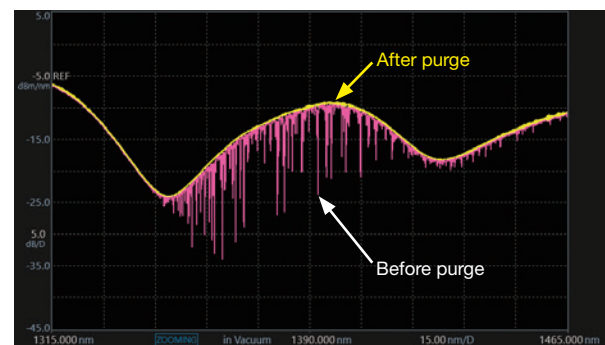 5.0
After purge
-5.0 REF
dBm/nm
-15.0
-25.0
5.0
dB/D
Before purge
-35.0
-45.0
1315.000 nm ZOOMING in Vacuum 1390.000 nm 15.00 nm/D 1465.000 nm